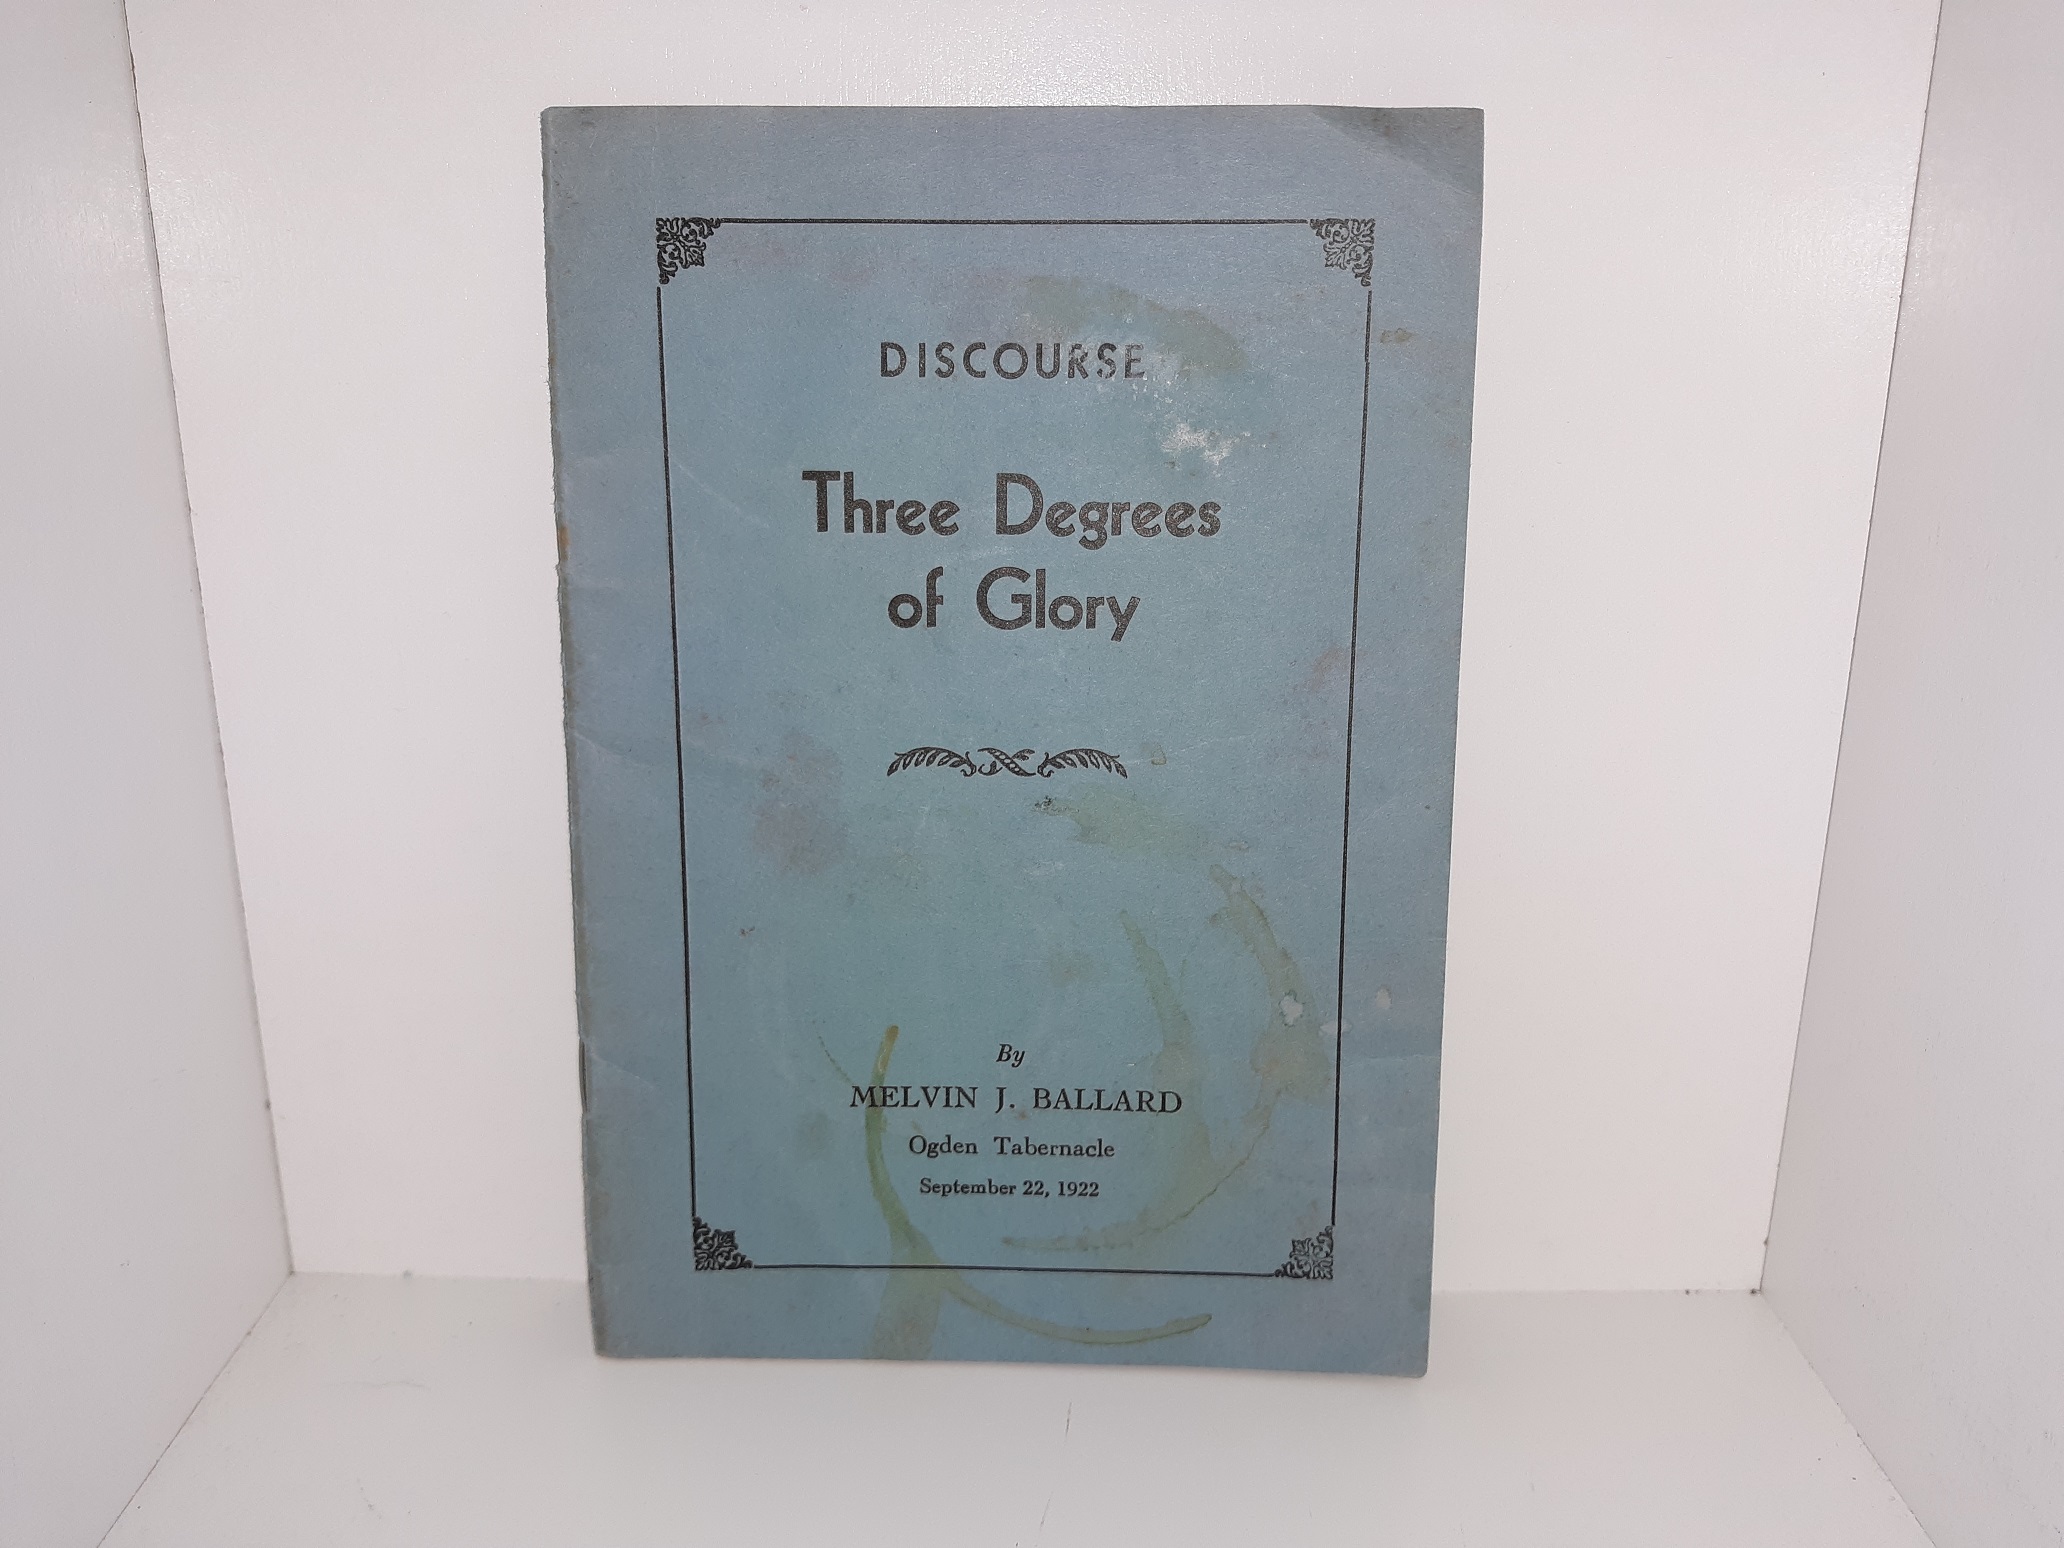 DISCOURSE
Three Degrees
of Glory
By
MELVIN J. BALLARD
Ogden Tabernacle
September 22, 1922